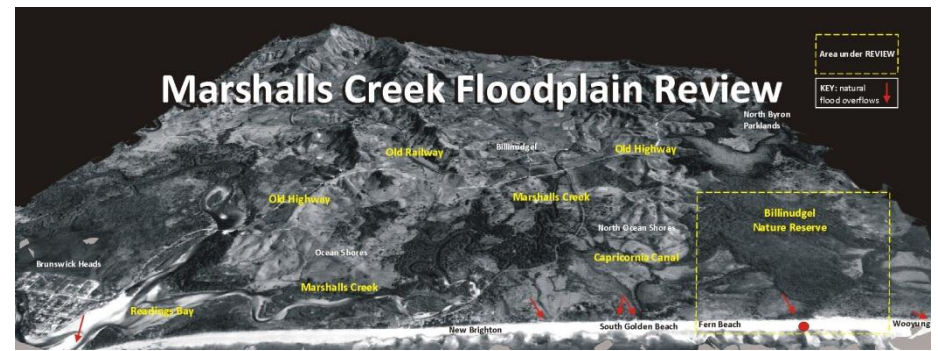 Area under REVIEW
Marshalls Creek Floodplain Review
KEY: natural
flood overflows
North Byron
Parklands
Old Railway
Billinudgel
Old Highway
Old Highway
Marshalls Creek
Billinudgel
Nature Reserve
North Ocean Shores
Ocean Shores
Capricornia Canal
Brunswick Heads
Marshalls Creek
Readings Bay
New Brighton
South Golden Beach
Fern Beach
Wooyung